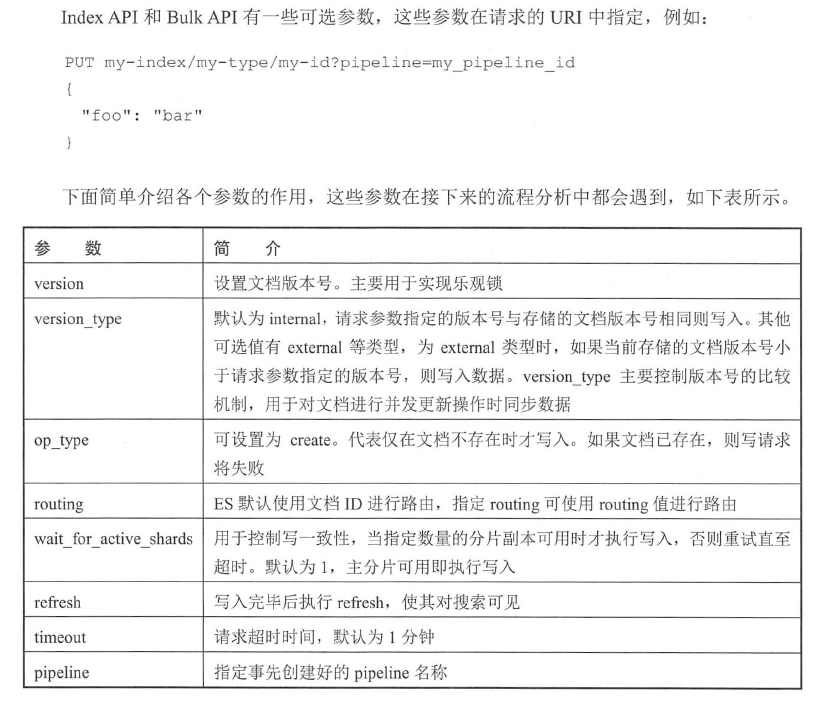 Index API 和 Bulk API 有一些可选参数，这些参数在请求的 URI 中指定，例如：
PUT my-index/my-type/my-id?pipeline=my_pipeline_id
{
"foo": "bar"
}
下面简单介绍各个参数的作用，这些参数在接下来的流程分析中都会遇到，如下表所示。
参 数 简 介
version 设置文档版本号。主要用于实现乐观锁
version_type 默认为 internal，请求参数指定的版本号与存储的文档版本号相同则写入。其他
可选值有 external 等类型，为 external 类型时，如果当前存储的文档版本号小
于请求参数指定的版本号，则写入数据。version_type 主要控制版本号的比较
机制，用于对文档进行并发更新操作时同步数据
op_type 可设置为 create。代表仅在文档不存在时才写入。如果文档已存在，则写请求
将失败
routing ES 默认使用文档 ID 进行路由，指定 routing 可使用 routing 值进行路由
wait_for_active_shards 用于控制写一致性，当指定数量的分片副本可用时才执行写入，否则重试直至
超时。默认为 1，主分片可用即执行写入
refresh 写入完毕后执行 refresh，使其对搜索可见
timeout 请求超时时间，默认为 1 分钟
pipeline 指定事先创建好的 pipeline 名称